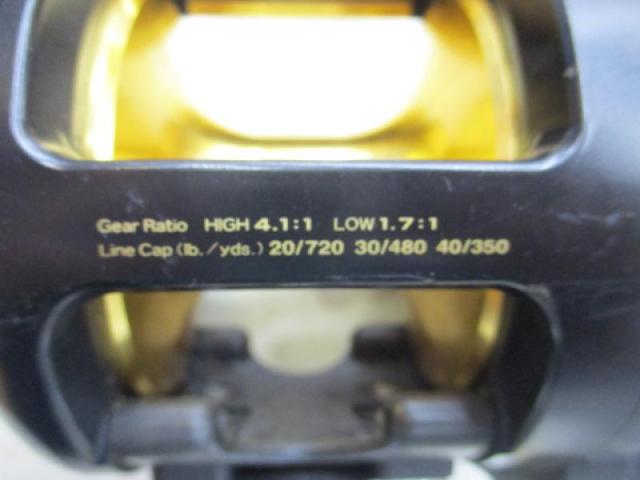 Gear Ratio HIGH 4.1:1 LOW 1.7:1
Line Cap (lb./yds.) 20/720 30/480 40/350